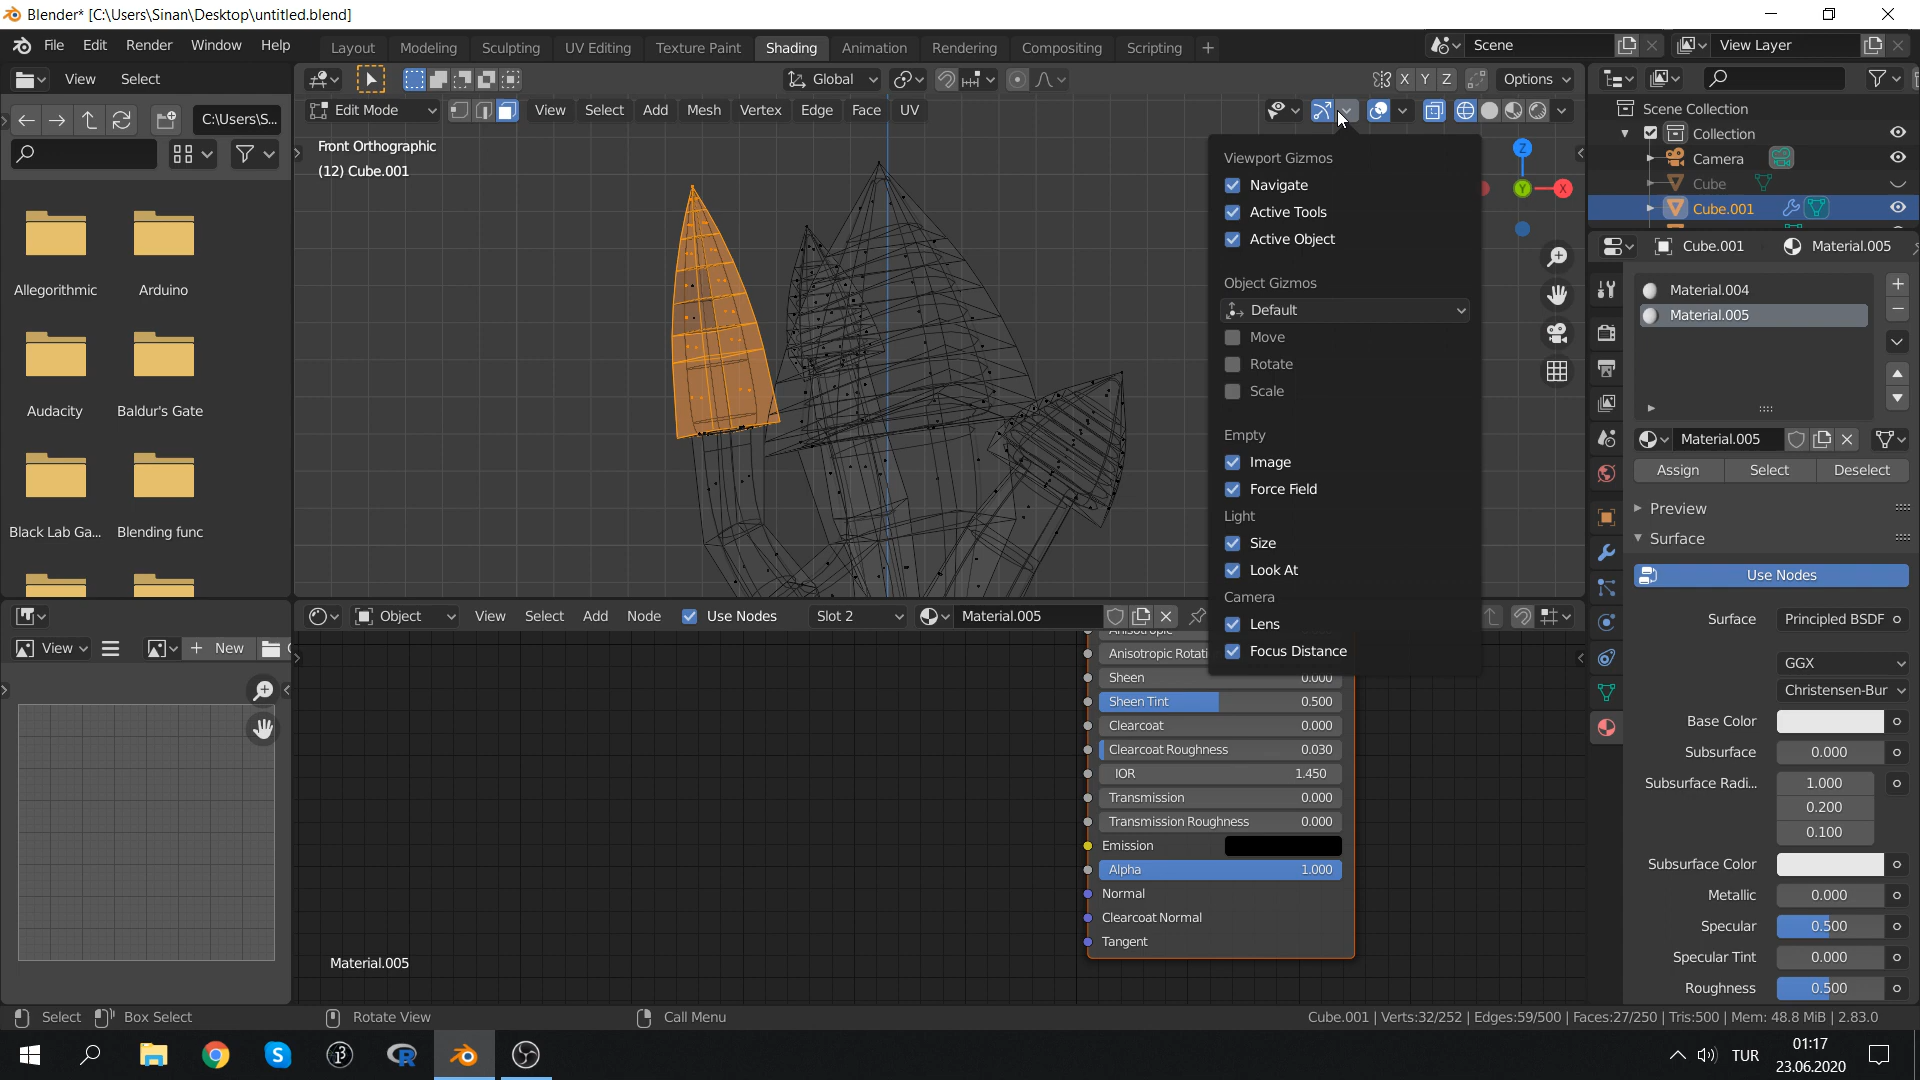 Blender* [C:\Users\Sinan\Desktop\untitled.blend]
File Edit Render Window Help
Layout Modeling Sculpting UV Editing Texture Paint Shading Animation Rendering Compositing Scripting +
Scene
View Layer
View Select
Global
X Y Z
Options
Edit Mode
View Select Add Mesh Vertex Edge Face UV
C:\Users\S...
Front Orthographic
(12) Cube.001
Allegorithmic
Arduino
Audacity
Baldur's Gate
Black Lab Ga...
Blending func
Viewport Gizmos
Navigate
Active Tools
Active Object
Object Gizmos
Default
Move
Rotate
Scale
Empty
Image
Force Field
Light
Size
Look At
Camera
Lens
Focus Distance
Z
Y
X
Scene Collection
Collection
Camera
Cube
Cube.001
Cube.001
Material.005
Material.004
Material.005
Material.005
Assign Select Deselect
Preview
Surface
Use Nodes
Surface Principled BSDF
GGX
Christensen-Bur
Base Color
Subsurface 0.000
Subsurface Radi... 1.000
0.200
0.100
Subsurface Color
Metallic 0.000
Specular 0.500
Specular Tint 0.000
Roughness 0.500
View
New
Object
View Select Add Node Use Nodes
Slot 2
Material.005
Anisotropic
Anisotropic Rotati
Sheen 0.000
Sheen Tint 0.500
Clearcoat 0.000
Clearcoat Roughness 0.030
IOR 1.450
Transmission 0.000
Transmission Roughness 0.000
Emission
Alpha 1.000
Normal
Clearcoat Normal
Tangent
Material.005
Select
Box Select
Rotate View
Call Menu
Cube.001 | Verts:32/252 | Edges:59/500 | Faces:27/250 | Tris:500 | Mem: 48.8 MiB | 2.83.0
TUR
01:17
23.06.2020